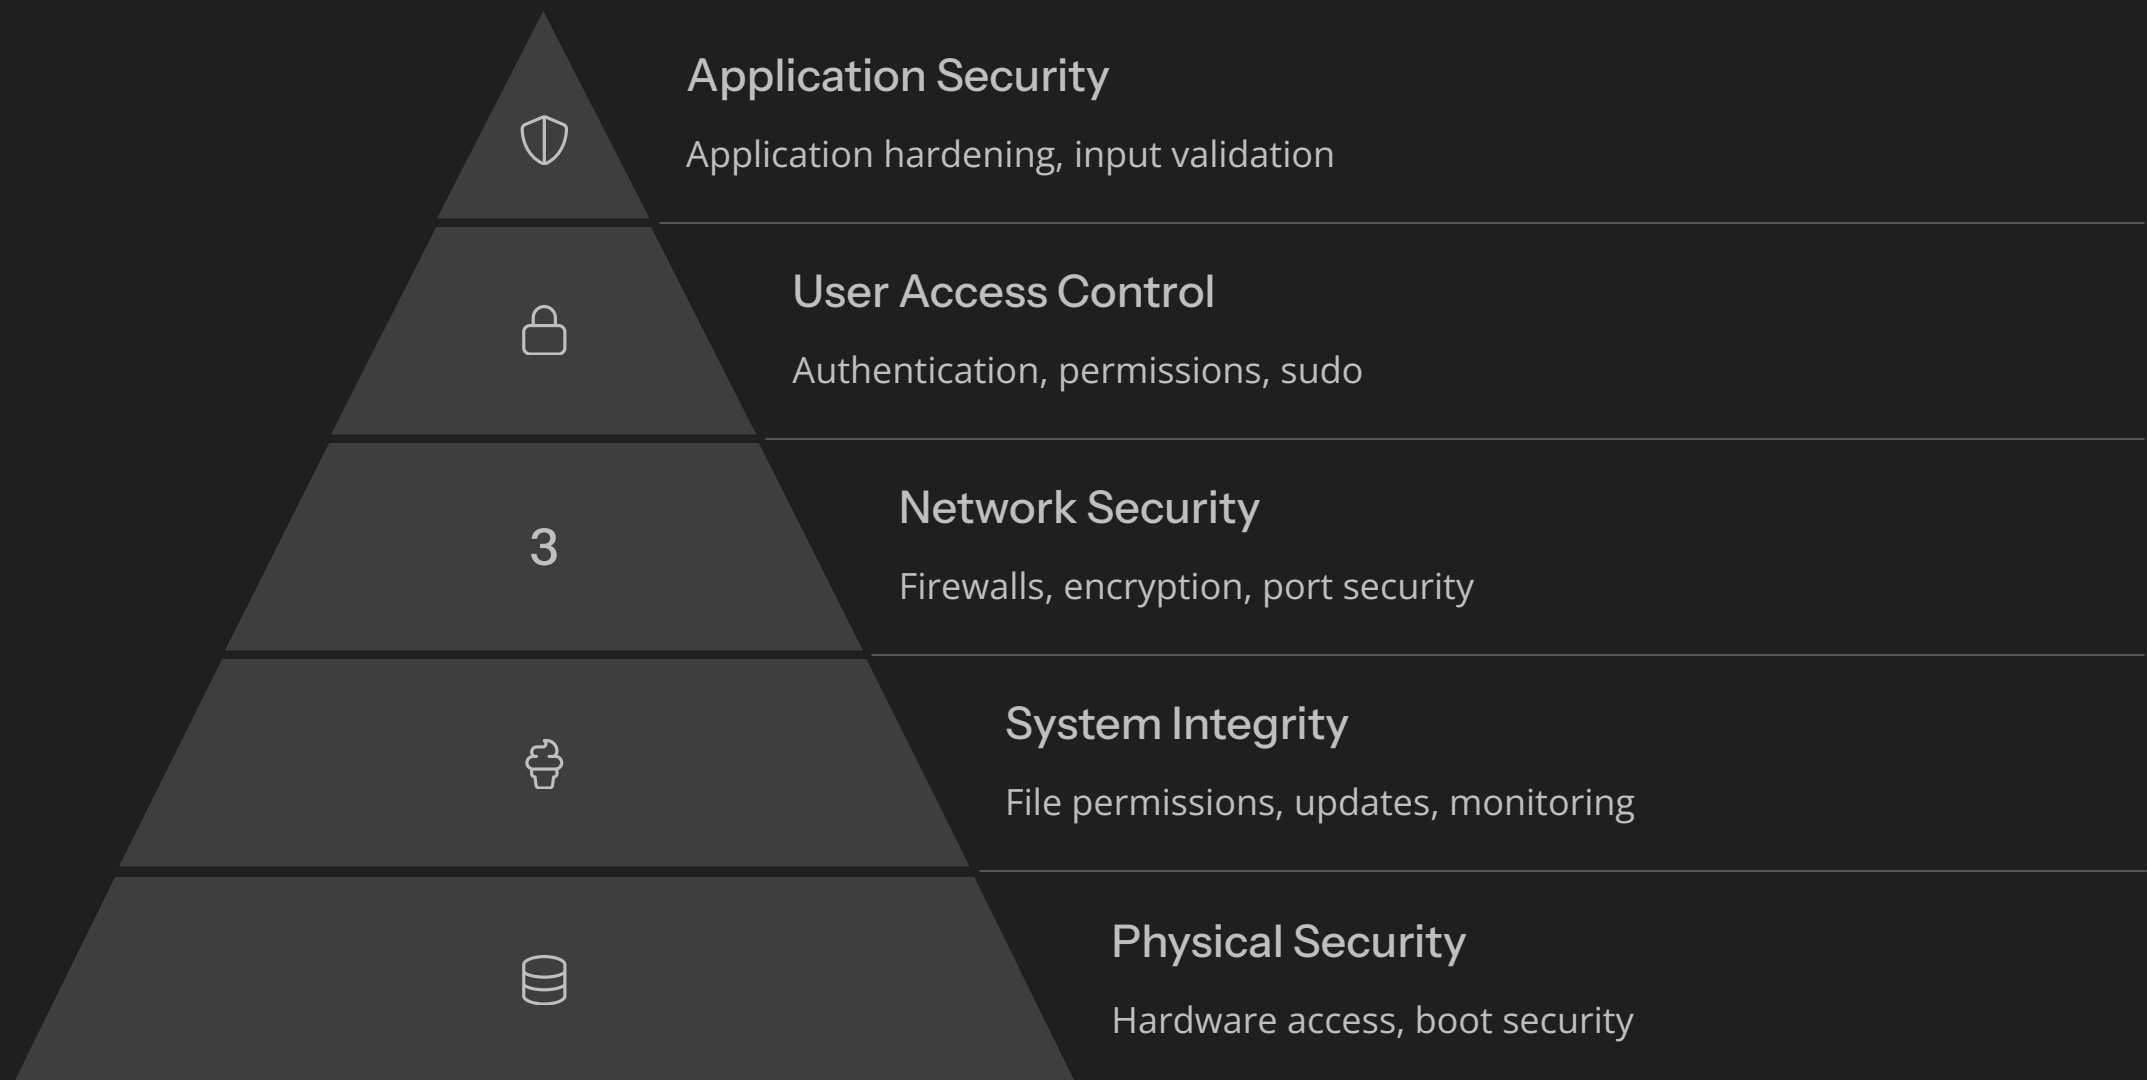 Application Security
Application hardening, input validation
User Access Control
Authentication, permissions, sudo
3
Network Security
Firewalls, encryption, port security
System Integrity
File permissions, updates, monitoring
Physical Security
Hardware access, boot security